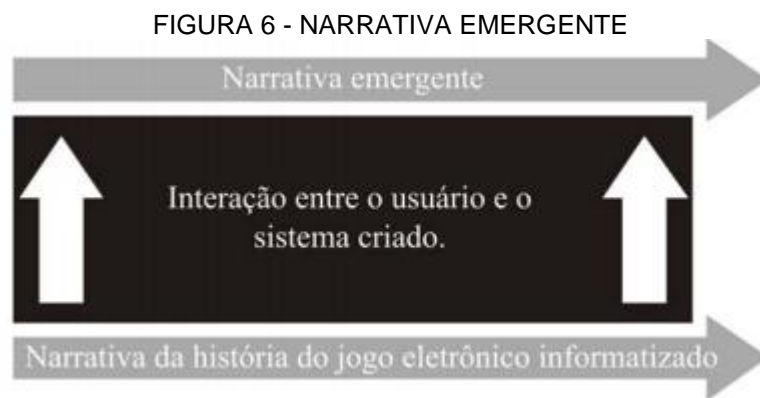 FIGURA 6 - NARRATIVA EMERGENTE
Narrativa emergente
Interação entre o usuário e o
sistema criado.
Narrativa da história do jogo eletrônico informatizado